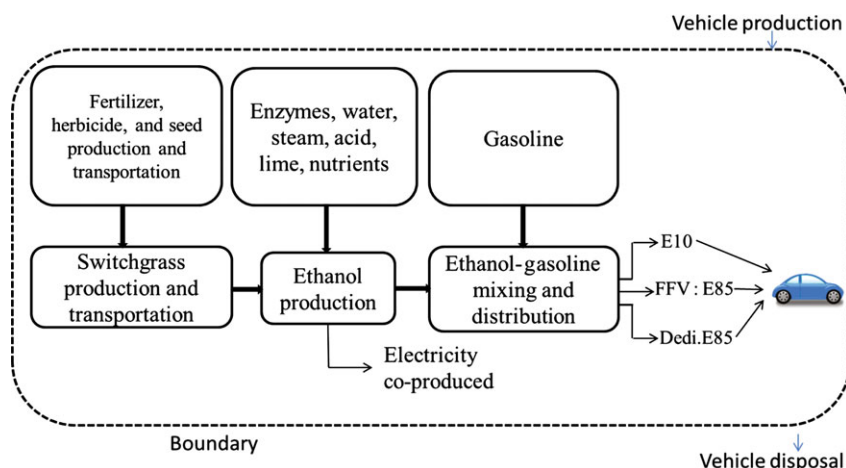 Vehicle production
Fertilizer,
herbicide, and seed
production and
transportation
Enzymes, water,
steam, acid,
lime, nutrients
Gasoline
Switchgrass
production and
transportation
Ethanol
production
Ethanol-gasoline
mixing and
distribution
E10
FFV : E85
Dedi.E85
Electricity
co-produced
Boundary
Vehicle disposal